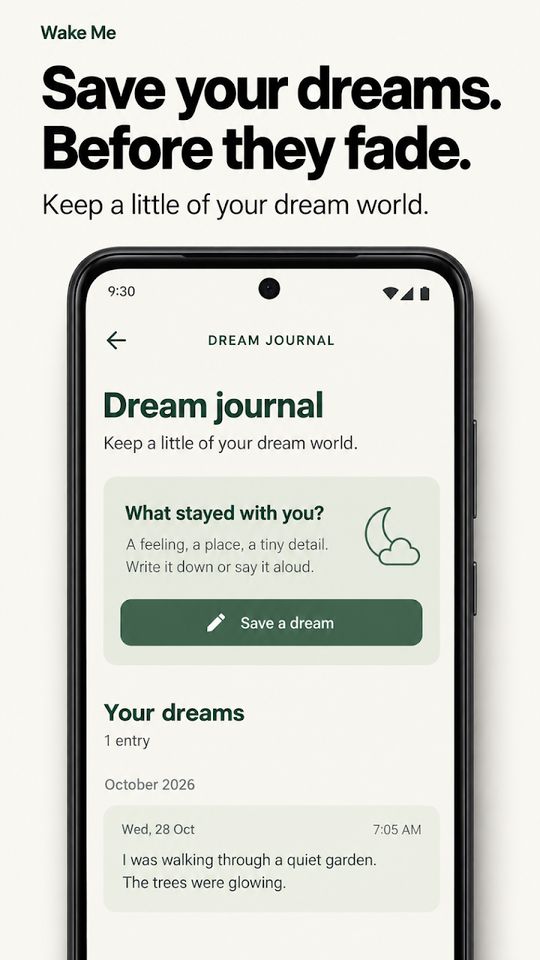 Wake Me
Save your dreams.
Before they fade.
Keep a little of your dream world.
9:30
DREAM JOURNAL
Dream journal
Keep a little of your dream world.
What stayed with you?
A feeling, a place, a tiny detail.
Write it down or say it aloud.
Save a dream
Your dreams
1 entry
October 2026
Wed, 28 Oct
7:05 AM
I was walking through a quiet garden.
The trees were glowing.